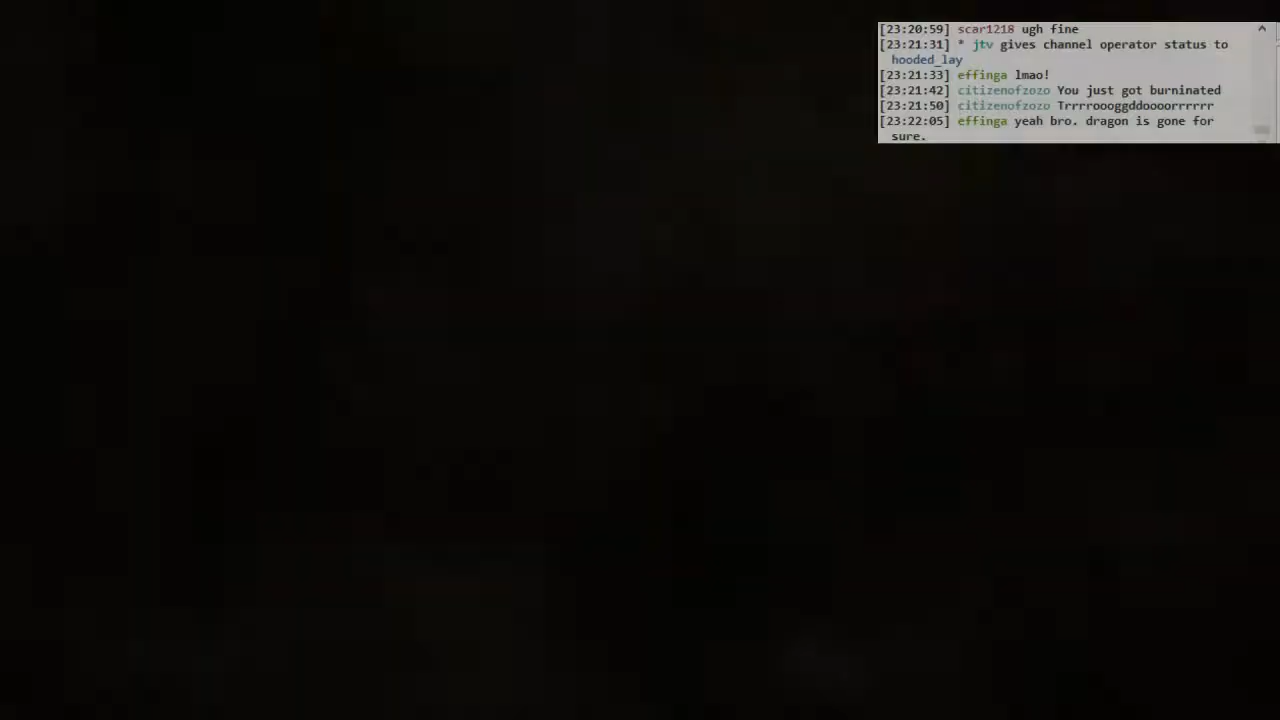 [23:20:59] scar1218 ugh fine
[23:21:31] * jtv gives channel operator status to
hooded_lay
[23:21:33] effinga lmao!
[23:21:42] citizenofzozo You just got burninated
[23:21:50] citizenofzozo Trrrroooggddoooorrrrrr
[23:22:05] effinga yeah bro. dragon is gone for
sure.